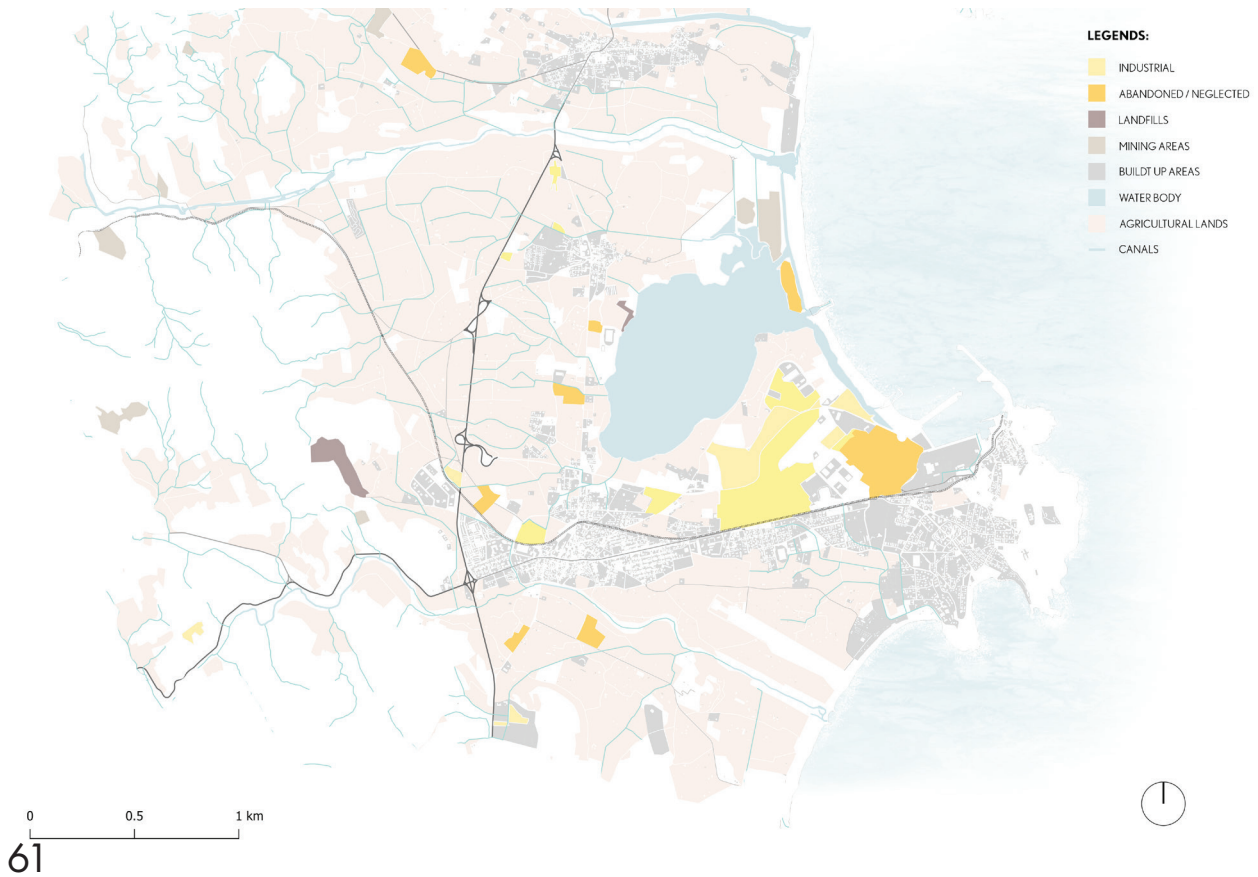 LEGENDS:
INDUSTRIAL
ABANDONED / NEGLECTED
LANDFILLS
MINING AREAS
BUILDT UP AREAS
WATER BODY
AGRICULTURAL LANDS
CANALS
0 0.5 1 km
61